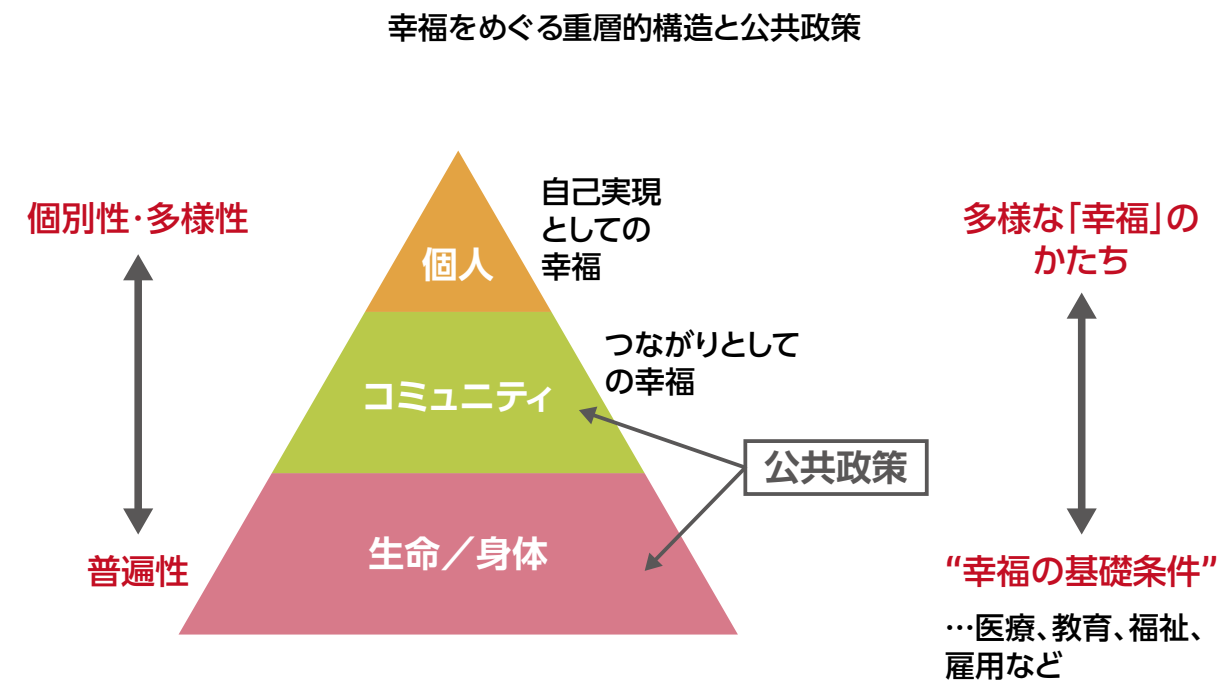 幸福をめぐる重層的構造と公共政策
個別性・多様性
普遍性
個人
自己実現
としての
幸福
コミュニティ
つながりとして
の幸福
生命／身体
公共政策
多様な「幸福」の
かたち
“幸福の基礎条件”
…医療、教育、福祉、
雇用など